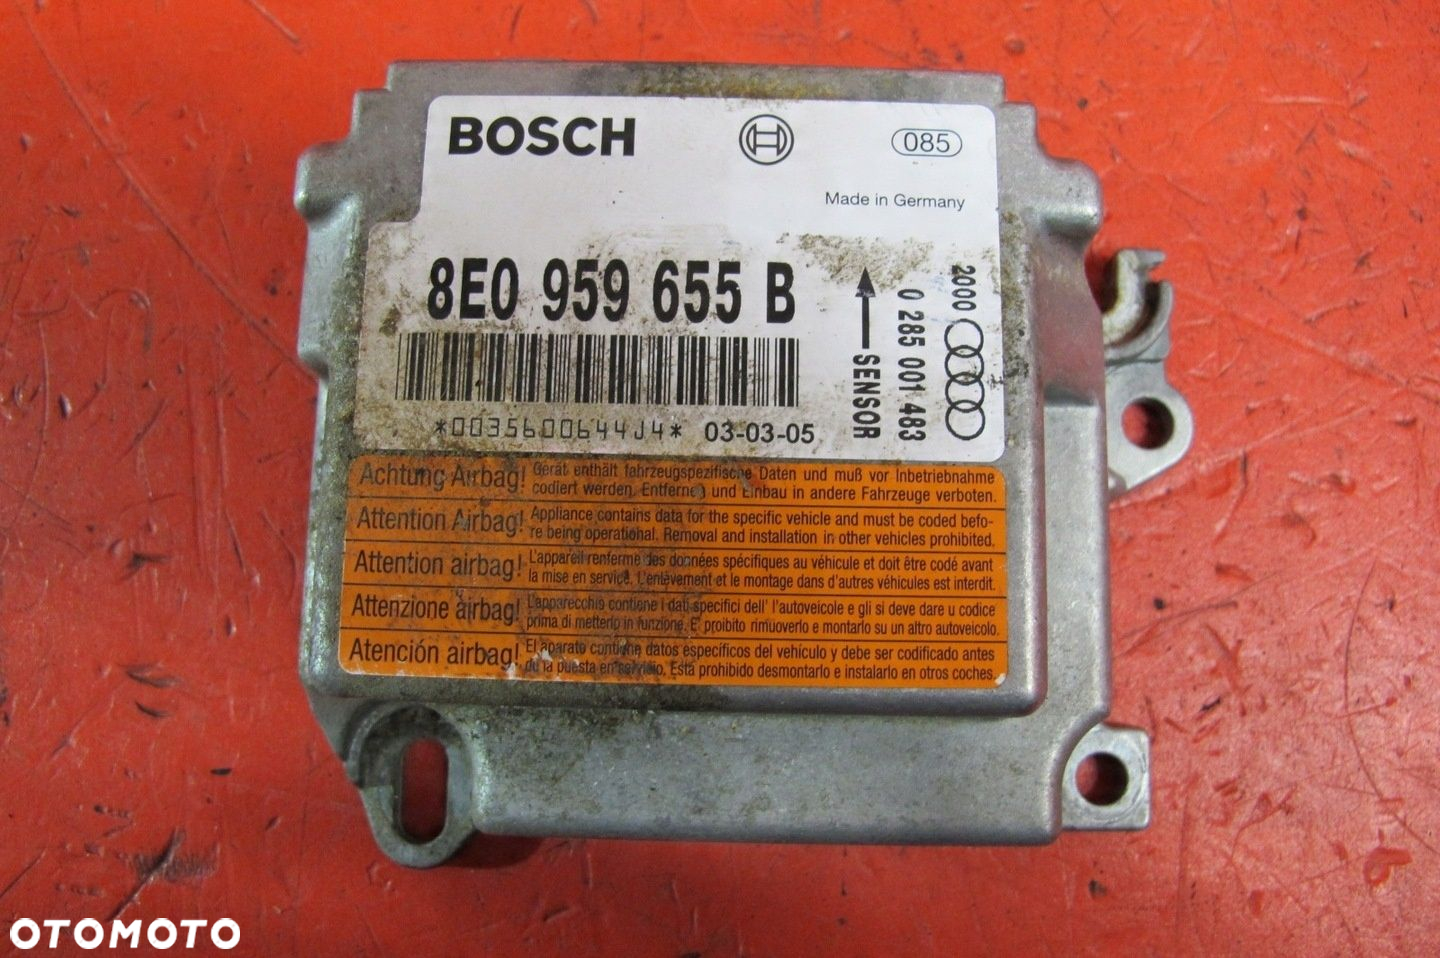 BOSCH
085
Made in Germany
8E0 959 655 B
*0035600644J4* 03-03-05
SENSOR
0 285 001 483
2000
Achtung Airbag! Gerät enthält fahrzeugspezifische Daten und muß vor Inbetriebnahme
codiert werden. Entfernen und Einbau in andere Fahrzeuge verboten.
Attention Airbag! Appliance contains data for the specific vehicle and must be coded befo-
re being operational. Removal and installation in other vehicles prohibited.
Attention airbag! L'appareil renferme des données spécifiques au véhicule et doit être codé avant
la mise en service. L'enlèvement et le montage dans d'autres véhicules est interdit.
Attenzione airbag! L'apparecchio contiene i dati specifici dell' l'autoveicole e gli si deve dare u codice
prima di metterlo in funzione. E' proibito rimuoverlo e montarlo su un altro autoveicolo.
Atención airbag! El aparato contiene datos específicos del vehículo y debe ser codificado antes
de la puesta en servicio. Está prohibido desmontarlo e instalarlo en otros coches.
OTOMOTO